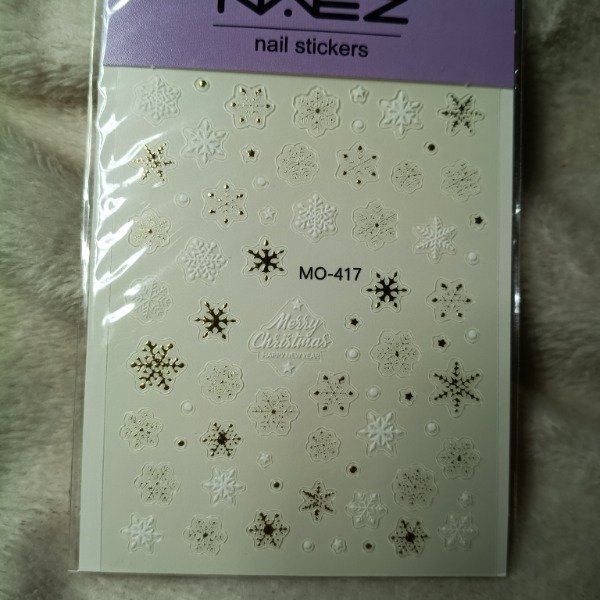 nail stickers
MO-417
Merry
Christmas
HAPPY NEW YEAR